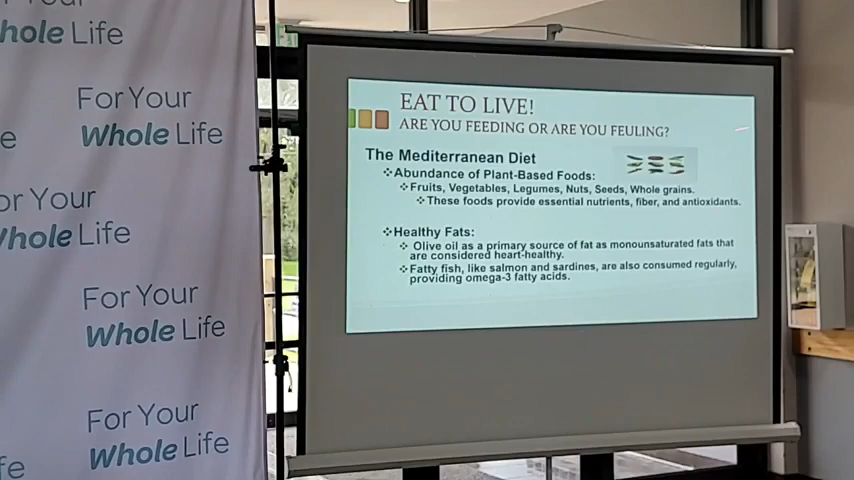 Your
Whole Life
For Your
Whole Life
e
or Your
Whole Life
For Your
Whole Life
For Your
Whole Life
fe
EAT TO LIVE!
ARE YOU FEEDING OR ARE YOU FEULING?
The Mediterranean Diet
❖Abundance of Plant-Based Foods:
❖Fruits, Vegetables, Legumes, Nuts, Seeds, Whole grains.
❖These foods provide essential nutrients, fiber, and antioxidants.
❖Healthy Fats:
❖ Olive oil as a primary source of fat as monounsaturated fats that
are considered heart-healthy.
❖Fatty fish, like salmon and sardines, are also consumed regularly,
providing omega-3 fatty acids.